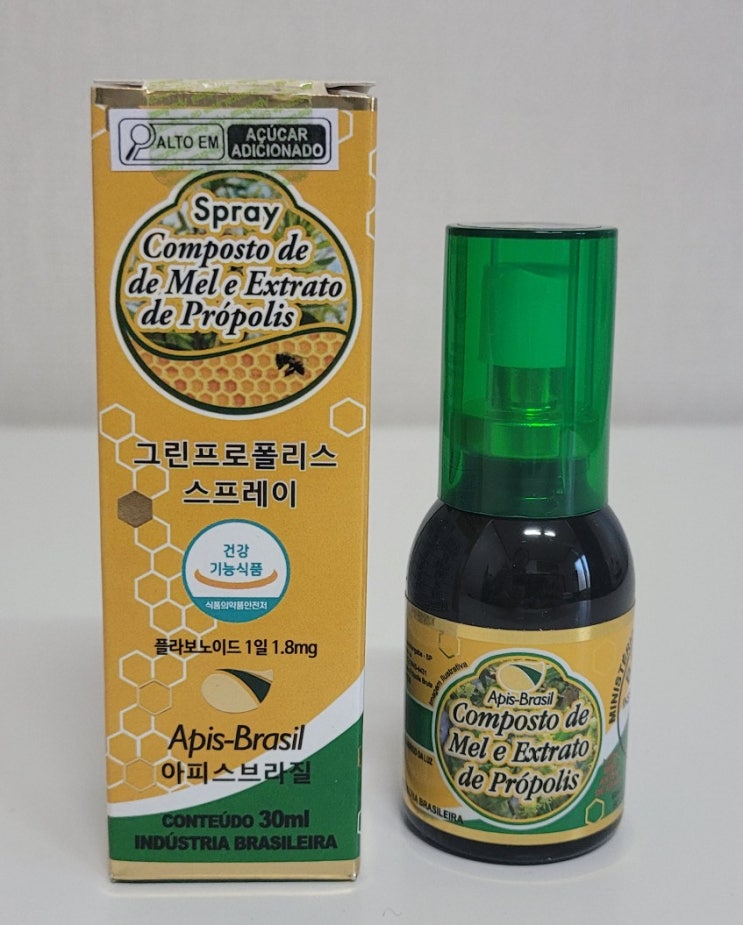 ALTO EM
AÇÚCAR
ADICIONADO
Spray
Composto de
de Mel e Extrato
de Própolis
그린프로폴리스
스프레이
건강
기능식품
식품의약품안전처
플라보노이드 1일 1.8mg
Apis-Brasil
아피스브라질
CONTEÚDO 30ml
INDÚSTRIA BRASILEIRA
Imagem Ilustrativa
Apis-Brasil
Composto de
Mel e Extrato
de Própolis
BRASILEIRA